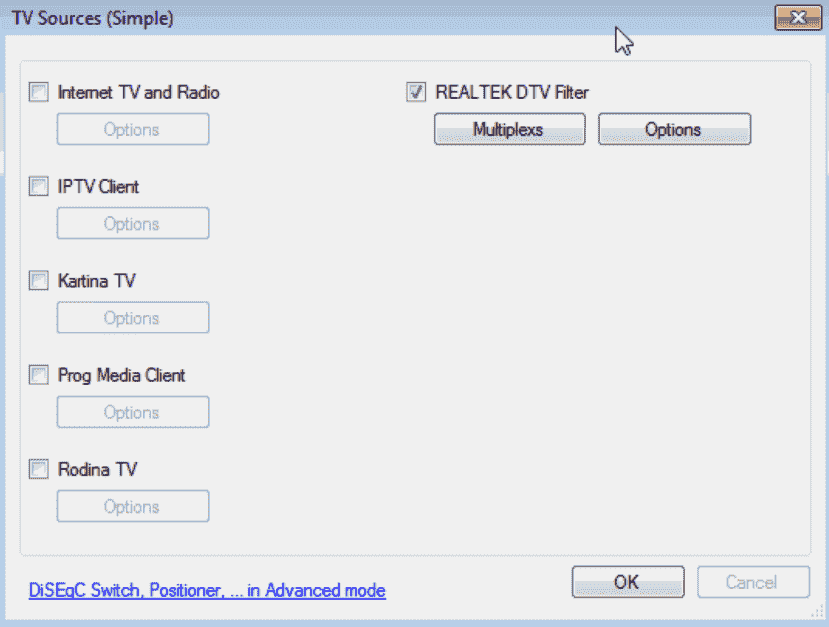 TV Sources (Simple)
Internet TV and Radio
Options
IPTV Client
Options
Kartina TV
Options
Prog Media Client
Options
Rodina TV
Options
REALTEK DTV Filter
Multiplexs Options
DiSEqC Switch, Positioner, ... in Advanced mode
OK Cancel